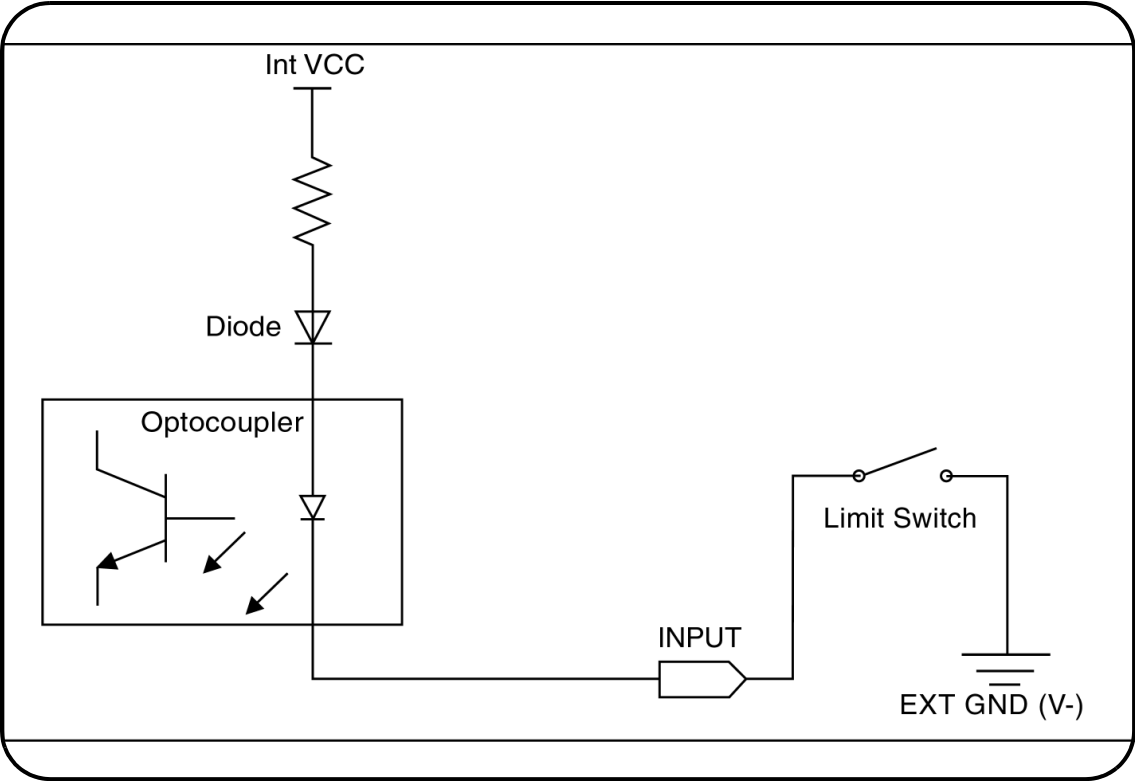 Int VCC
Diode
Optocoupler
Limit Switch
INPUT
EXT GND (V-)